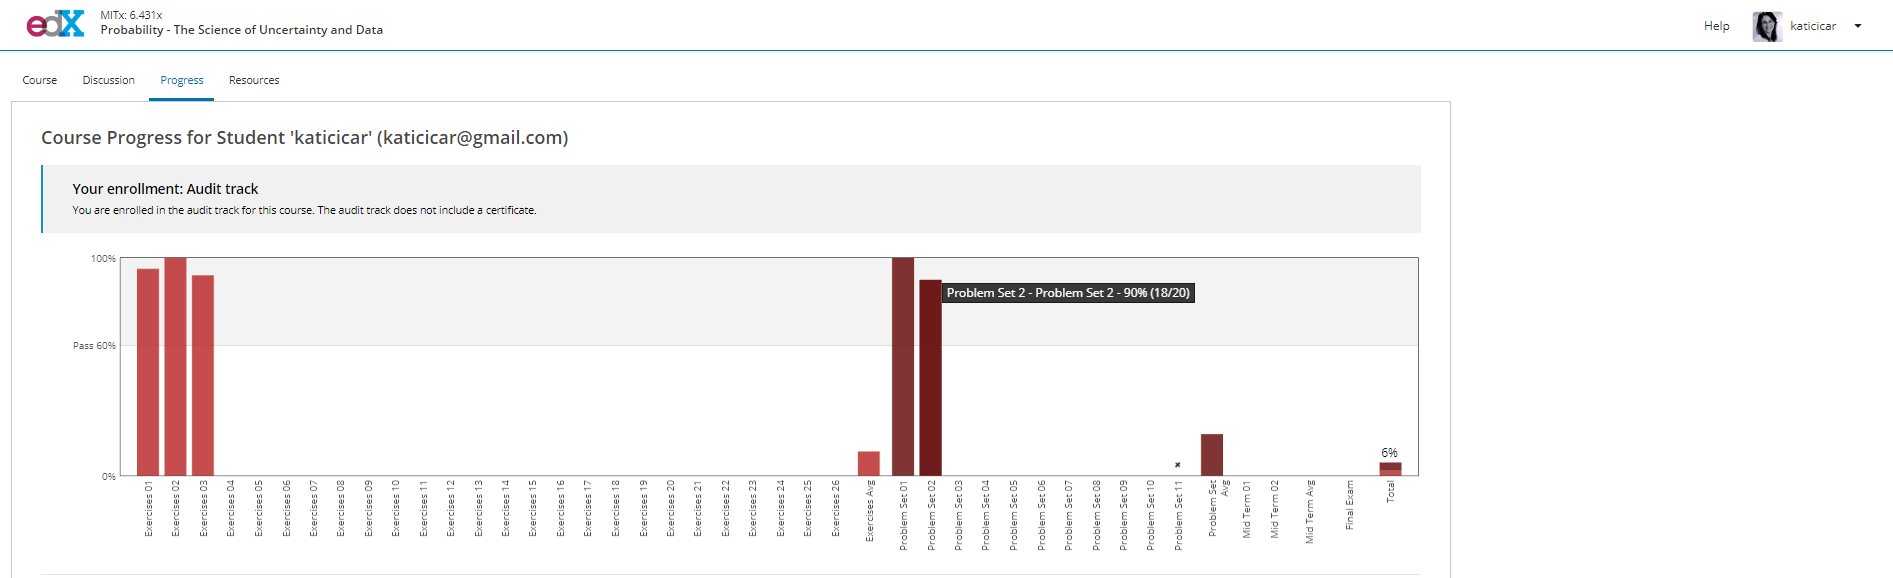 edX
MITx: 6.431x
Probability - The Science of Uncertainty and Data
Help
katicicar
Course
Discussion
Progress
Resources
Course Progress for Student 'katicicar' (katicicar@gmail.com)
Your enrollment: Audit track
You are enrolled in the audit track for this course. The audit track does not include a certificate.
100%
Pass 60%
0%
Problem Set 2 - Problem Set 2 - 90% (18/20)
x
6%
Exercises 01
Exercises 02
Exercises 03
Exercises 04
Exercises 05
Exercises 06
Exercises 07
Exercises 08
Exercises 09
Exercises 10
Exercises 11
Exercises 12
Exercises 13
Exercises 14
Exercises 15
Exercises 16
Exercises 17
Exercises 18
Exercises 19
Exercises 20
Exercises 21
Exercises 22
Exercises 23
Exercises 24
Exercises 25
Exercises 26
Exercises Avg
Problem Set 01
Problem Set 02
Problem Set 03
Problem Set 04
Problem Set 05
Problem Set 06
Problem Set 07
Problem Set 08
Problem Set 09
Problem Set 10
Problem Set 11
Problem Set
Avg
Mid Term 01
Mid Term 02
Mid Term Avg
Final Exam
Total